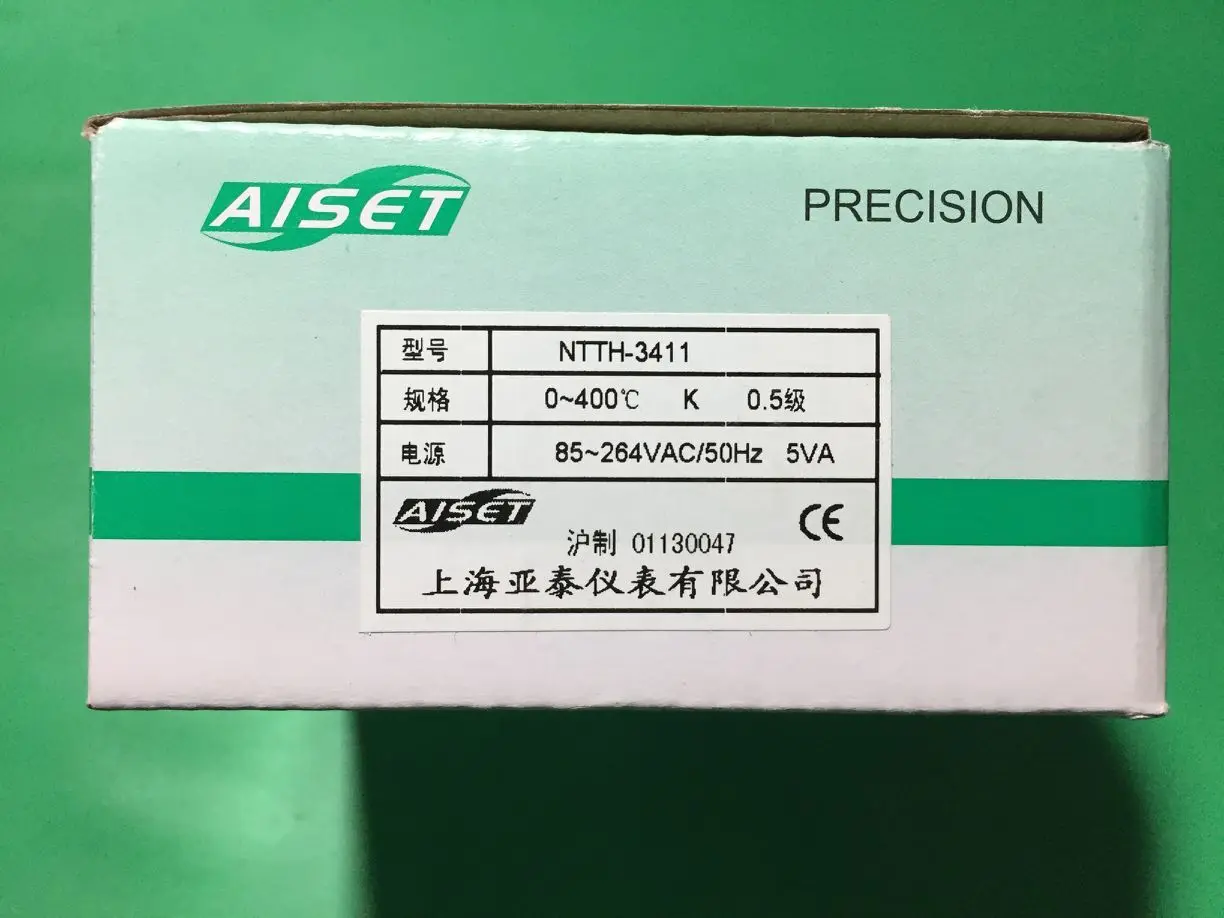 AISET
PRECISION
型号 NTTH-3411
规格 0~400℃ K 0.5级
电源 85~264VAC/50Hz 5VA
AISET
CE
沪制 01130047
上海亚泰仪表有限公司